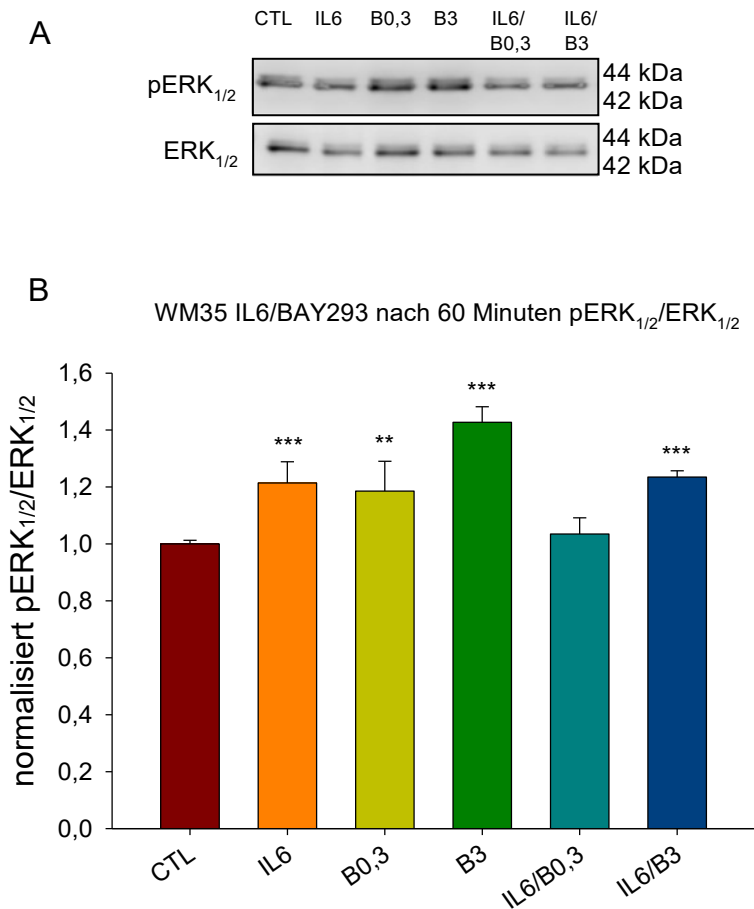 A
CTL IL6 B0,3 B3 IL6/ IL6/
B0,3 B3
pERK1/2
44 kDa
42 kDa
ERK1/2
44 kDa
42 kDa
B
WM35 IL6/BAY293 nach 60 Minuten pERK1/2/ERK1/2
normalisiert pERK1/2/ERK1/2
1,6
1,4
1,2
1,0
0,8
0,6
0,4
0,2
0,0
***
**
***
***
CTL
IL6
B0,3
B3
IL6/B0,3
IL6/B3